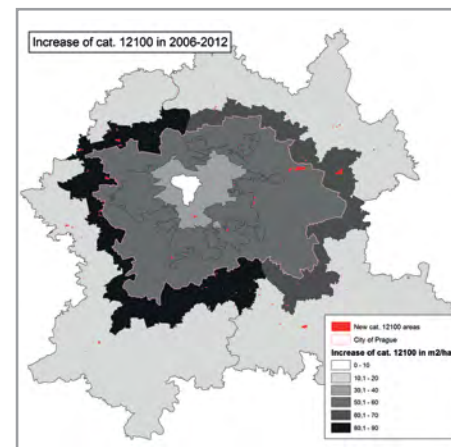 Increase of cat. 12100 in 2006-2012
New cat. 12100 areas
City of Prague
Increase of cat. 12100 in m2/ha
0 - 10
10,1 - 20
30,1 - 40
50,1 - 60
60,1 - 70
80,1 - 90